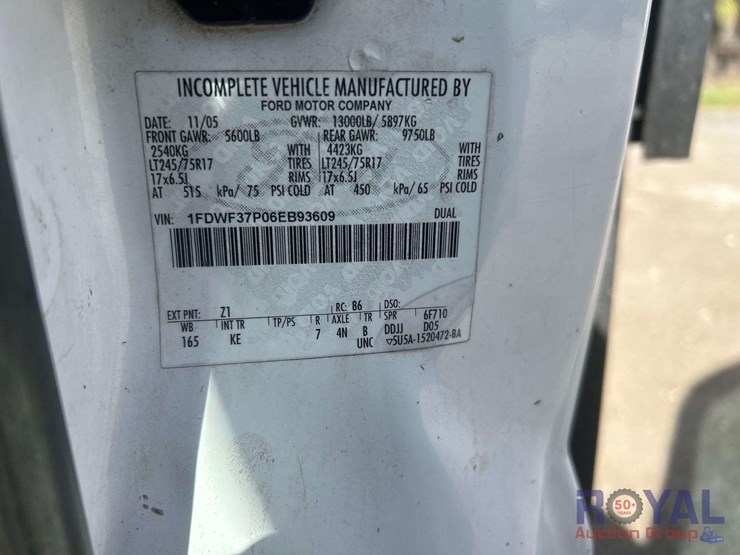 INCOMPLETE VEHICLE MANUFACTURED BY
FORD MOTOR COMPANY
DATE: 11/05 GVWR: 13000LB/ 5897KG
FRONT GAWR: 5600LB REAR GAWR: 9750LB
2540KG WITH 4423KG WITH
LT245/75R17 TIRES LT245/75R17 TIRES
17x6.5J RIMS 17x6.5J RIMS
AT 515 kPa/ 75 PSI COLD AT 450 kPa/ 65 PSI COLD
VIN: 1FDWF37P06EB93609 DUAL
EXT PNT: Z1 RC: 86 DSO:
WB INT TR TP/PS R AXLE TR SPR 6F710
165 KE 7 4N B DDJJ D05
UNC ▽5U5A-1520472-BA
ROYAL
50+
YEARS
Auction Group